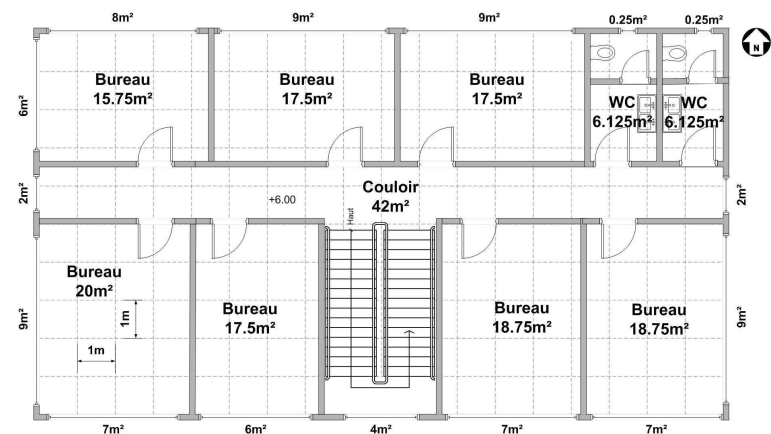 8m²
9m²
9m²
0.25m²
0.25m²
N
6m²
Bureau
15.75m²
Bureau
17.5m²
Bureau
17.5m²
WC
6.125m²
WC
6.125m²
2m²
Couloir
42m²
+6.00
Haut
2m²
9m²
Bureau
20m²
1m
1m
Bureau
17.5m²
Bureau
18.75m²
Bureau
18.75m²
9m²
7m²
6m²
4m²
7m²
7m²